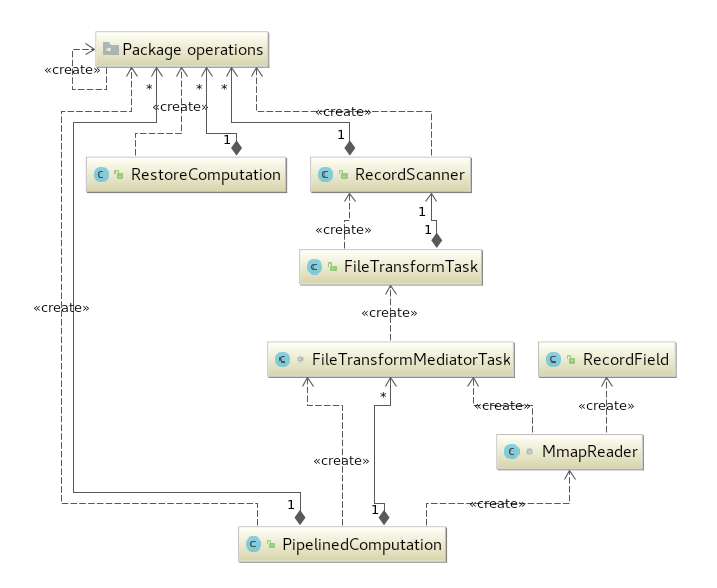 Package operations
«create»
*
«create»
*
*
«create»
1
1
C RestoreComputation
C RecordScanner
1
«create»
1
C FileTransformTask
«create»
«create»
C FileTransformMediatorTask
C RecordField
*
«create»
«create»
C MmapReader
«create»
1
1
«create»
C PipelinedComputation